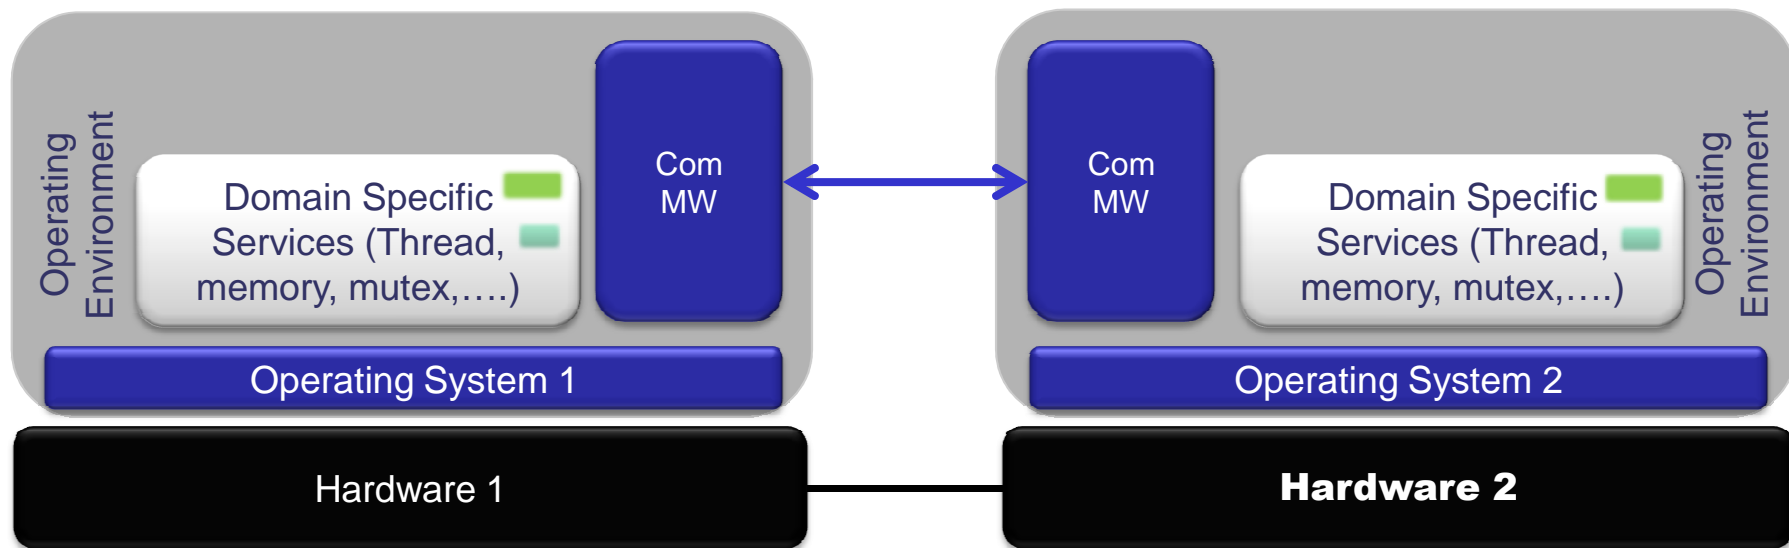 Operating
Environment
Domain Specific
Services (Thread,
memory, mutex,....)
Com
MW
Operating System 1
Hardware 1
Com
MW
Domain Specific
Services (Thread,
memory, mutex,....)
Operating
Environment
Operating System 2
Hardware 2